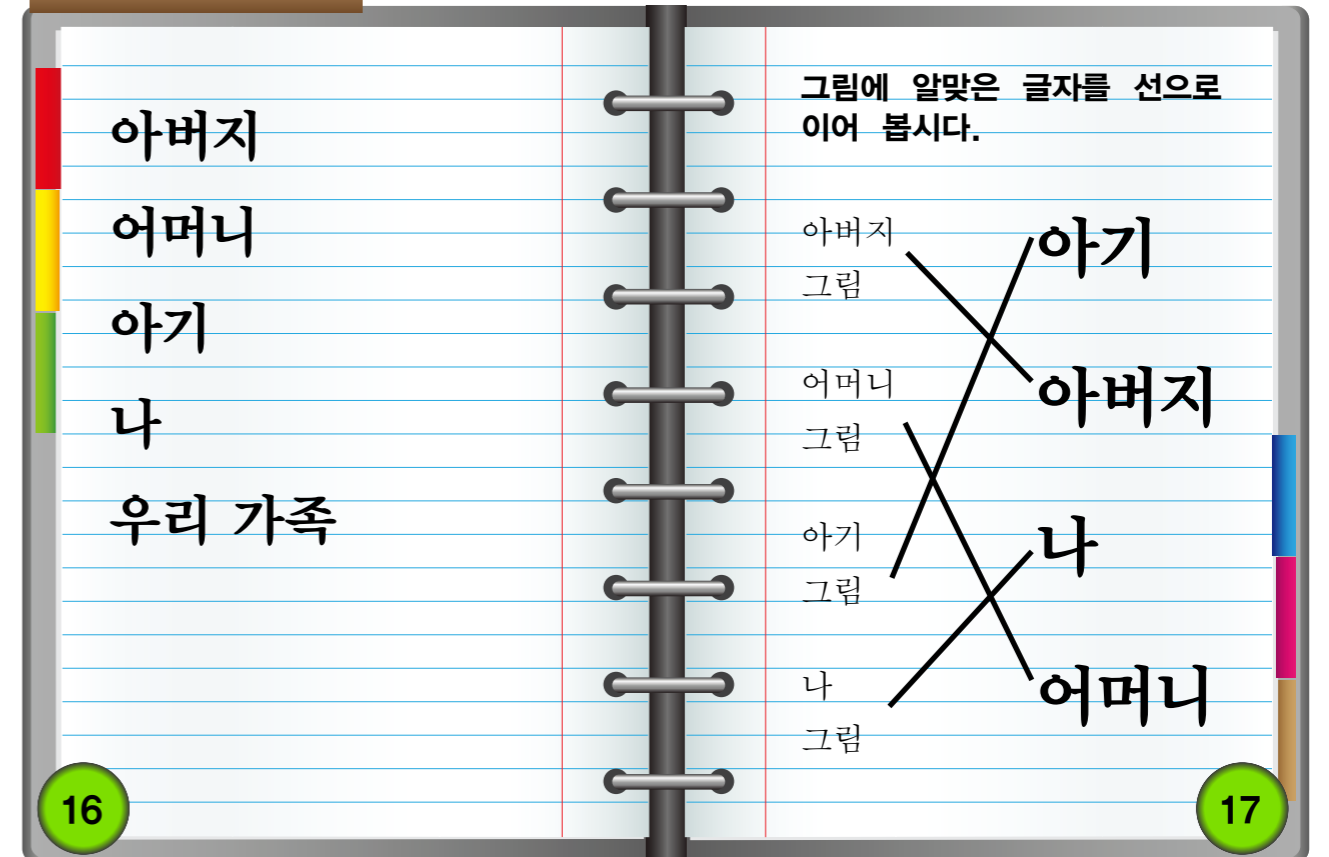 아버지
어머니
아기
나
우리 가족
16
그림에 알맞은 글자를 선으로
이어 봅시다.
아버지
그림
아기
어머니
그림
아버지
아기
그림
나
나
그림
어머니
17